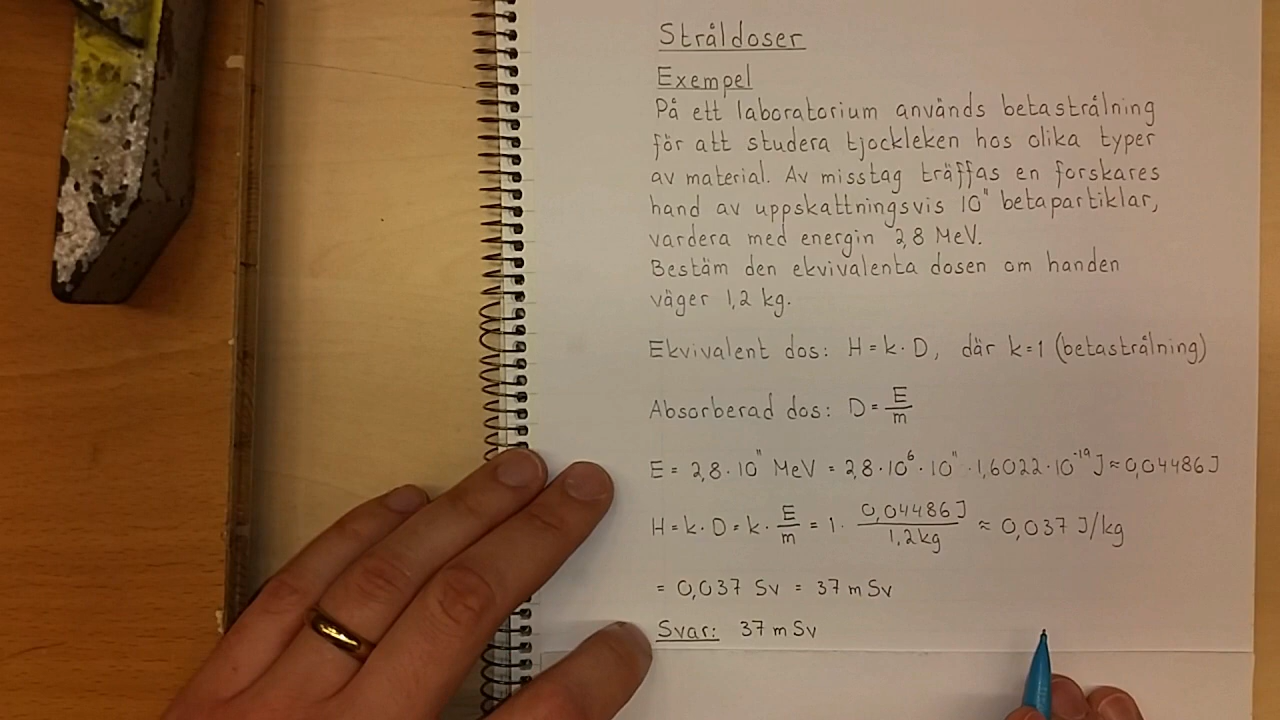 Stråldoser
Exempel
På ett laboratorium används betastrålning
för att studera tjockleken hos olika typer
av material. Av misstag träffas en forskares
hand av uppskattningsvis 10¹¹ betapartiklar,
vardera med energin 2,8 MeV.
Bestäm den ekvivalenta dosen om handen
väger 1,2 kg.
Ekvivalent dos: H = k · D, där k = 1 (betastrålning)
Absorberad dos: D = E/m
E = 2,8 · 10¹¹ MeV = 2,8 · 10⁶ · 10¹¹ · 1,6022 · 10⁻¹⁹ J ≈ 0,04486 J
H = k · D = k · E/m = 1 · 0,04486 J/1,2 kg ≈ 0,037 J/kg
= 0,037 Sv = 37 mSv
Svar: 37 mSv